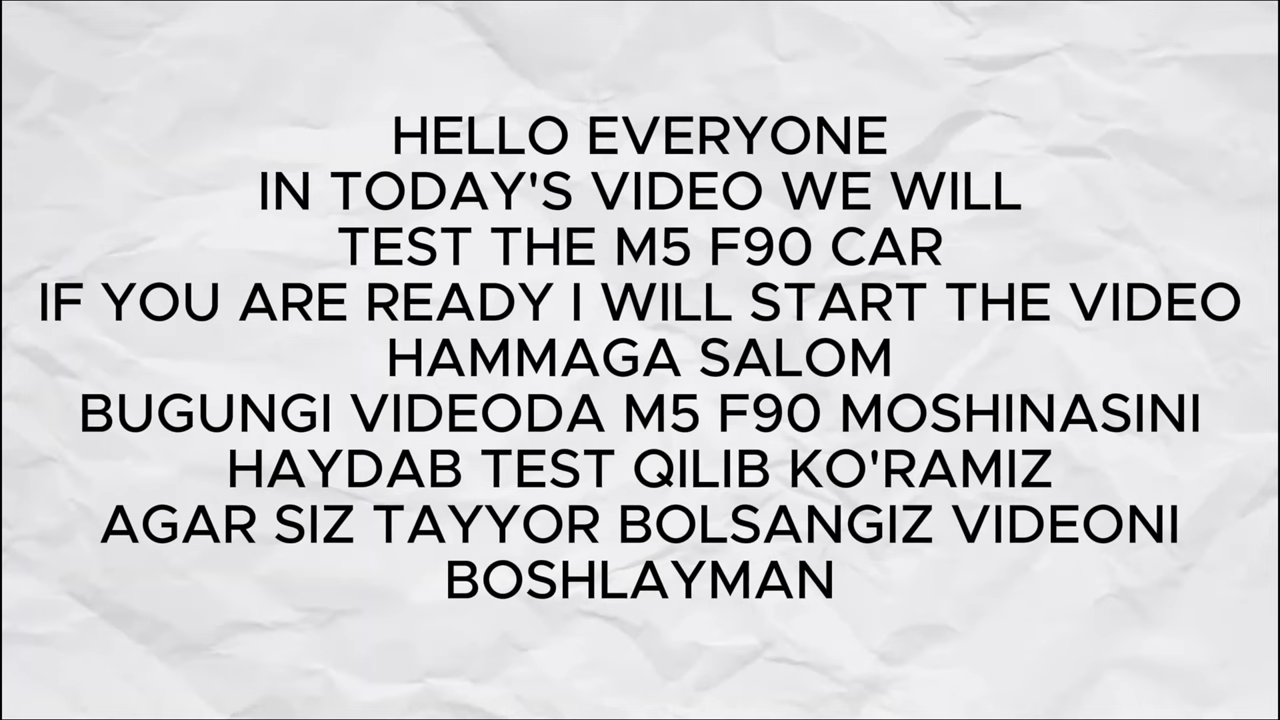 HELLO EVERYONE
IN TODAY'S VIDEO WE WILL
TEST THE M5 F90 CAR
IF YOU ARE READY I WILL START THE VIDEO
HAMMAGA SALOM
BUGUNGI VIDEODA M5 F90 MOSHINASINI
HAYDAB TEST QILIB KO'RAMIZ
AGAR SIZ TAYYOR BOLSANGIZ VIDEONI
BOSHLAYMAN